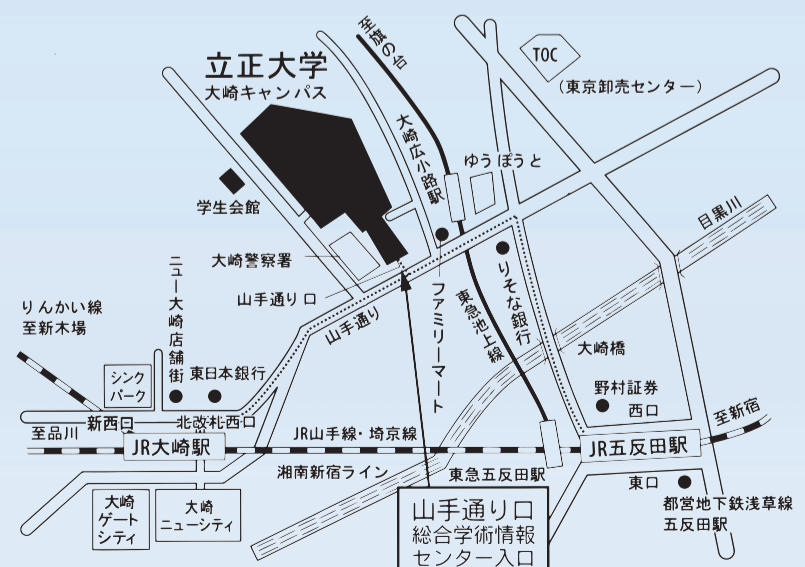 至旗の台
TOC
(東京卸売センター)
立正大学
大崎キャンパス
大崎広小路駅
ゆうぽうと
学生会館
目黒川
大崎警察署
山手通り口
ニュー大崎店舗街
りんかい線
至新木場
山手通り
ファミリーマート
東急池上線
りそな銀行
大崎橋
シンク
パーク
東日本銀行
野村証券
西口
至新宿
新西口
北改札西口
至品川
JR大崎駅
JR山手線・埼京線
JR五反田駅
湘南新宿ライン
東急五反田駅
東口
都営地下鉄浅草線
五反田駅
大崎
ゲート
シティ
大崎
ニューシティ
山手通り口
総合学術情報
センター入口